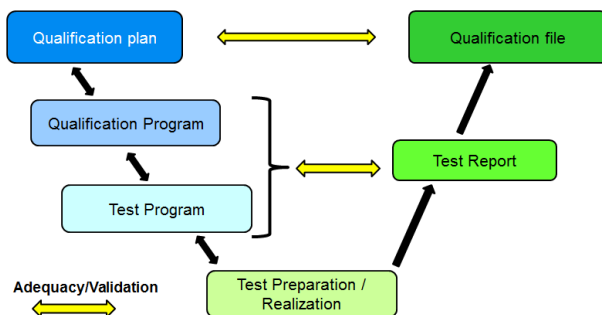 Qualification plan
Qualification file
Qualification Program
Test Report
Test Program
Test Preparation /
Realization
Adequacy/Validation